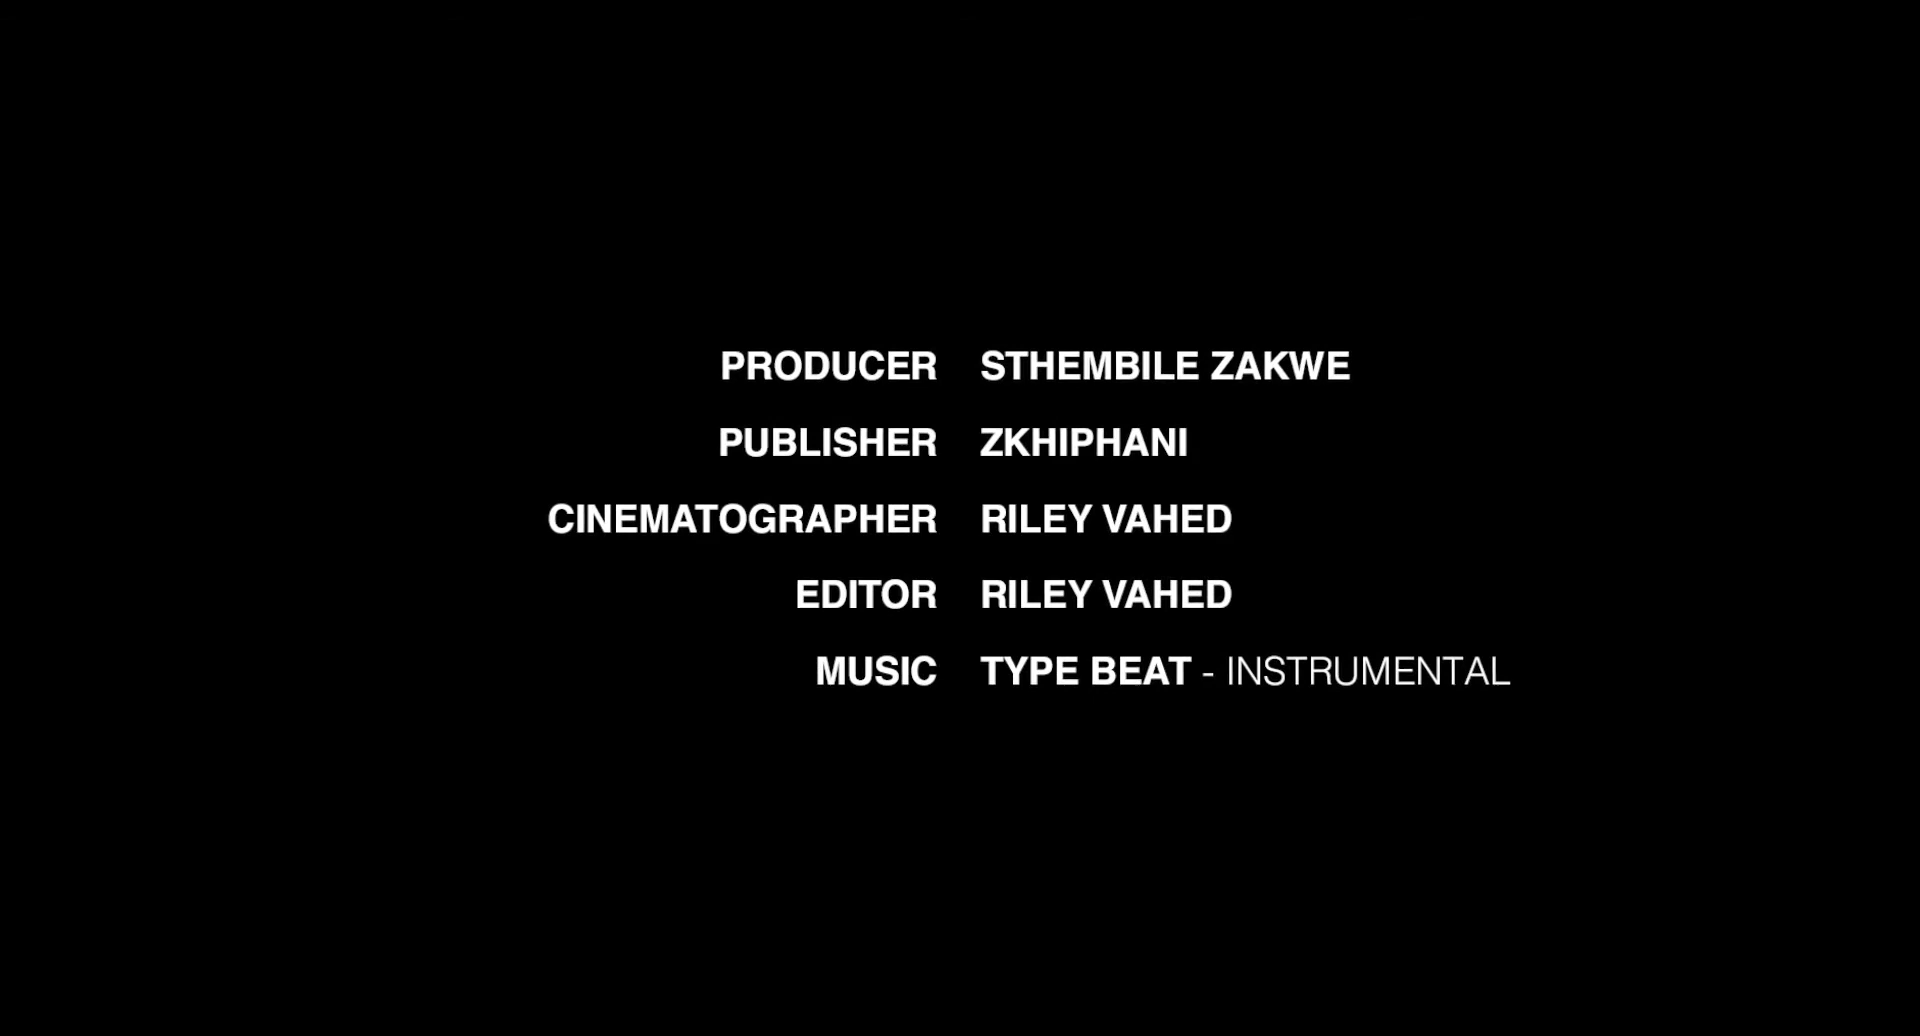 PRODUCER STHEMBILE ZAKWE
PUBLISHER ZKHIPHANI
CINEMATOGRAPHER RILEY VAHED
EDITOR RILEY VAHED
MUSIC TYPE BEAT - INSTRUMENTAL